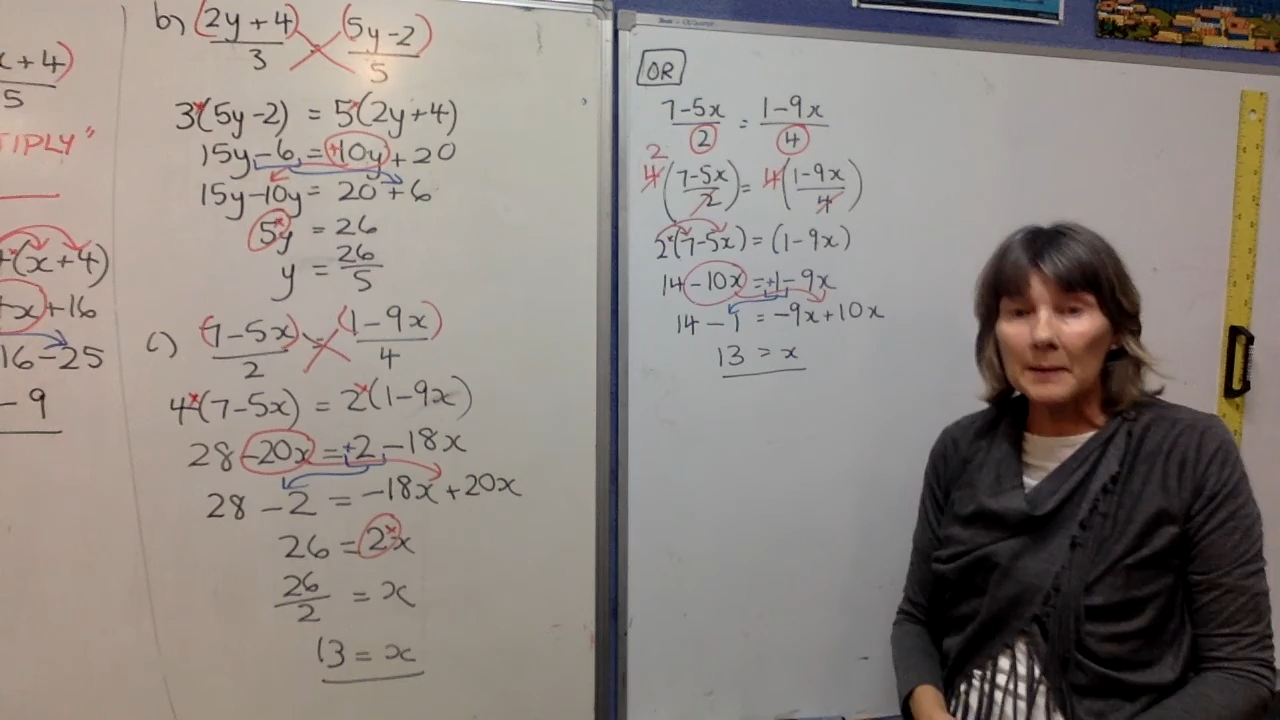 x+4)
5
TIPLY"
(x+4)
x+16
16-25
-9
b) (2y+4)/3 = (5y-2)/5
3(5y-2) = 5(2y+4)
15y-6 = +10y+20
15y-10y = 20+6
5y = 26
y = 26/5
c) (7-5x)/2 = (1-9x)/4
4(7-5x) = 2(1-9x)
28-20x = +2-18x
28-2 = -18x+20x
26 = 2x
26/2 = x
13 = x
OR
7-5x/2 = 1-9x/4
2
4(7-5x/2) = 4(1-9x/4)
2(7-5x) = (1-9x)
14-10x = +1-9x
14-1 = -9x+10x
13 = x